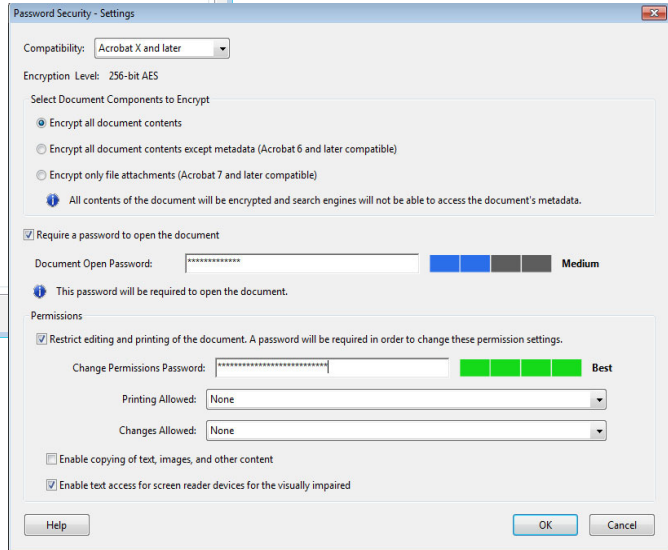 Password Security - Settings
Compatibility: Acrobat X and later
Encryption Level: 256-bit AES
Select Document Components to Encrypt
Encrypt all document contents
Encrypt all document contents except metadata (Acrobat 6 and later compatible)
Encrypt only file attachments (Acrobat 7 and later compatible)
All contents of the document will be encrypted and search engines will not be able to access the document's metadata.
Require a password to open the document
Document Open Password: ************* Medium
This password will be required to open the document.
Permissions
Restrict editing and printing of the document. A password will be required in order to change these permission settings.
Change Permissions Password: *************************** Best
Printing Allowed: None
Changes Allowed: None
Enable copying of text, images, and other content
Enable text access for screen reader devices for the visually impaired
Help OK Cancel